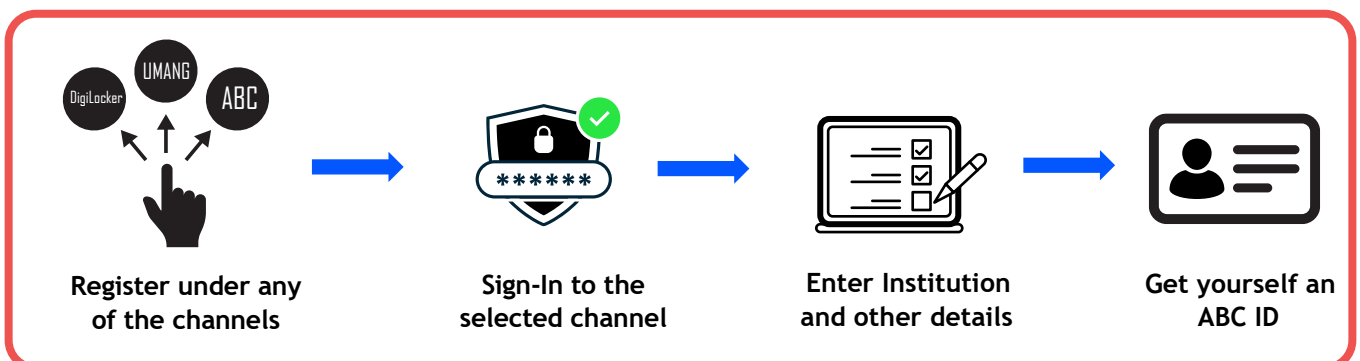 DigiLocker
UMANG
ABC
******
Register under any
of the channels
Sign-In to the
selected channel
Enter Institution
and other details
Get yourself an
ABC ID